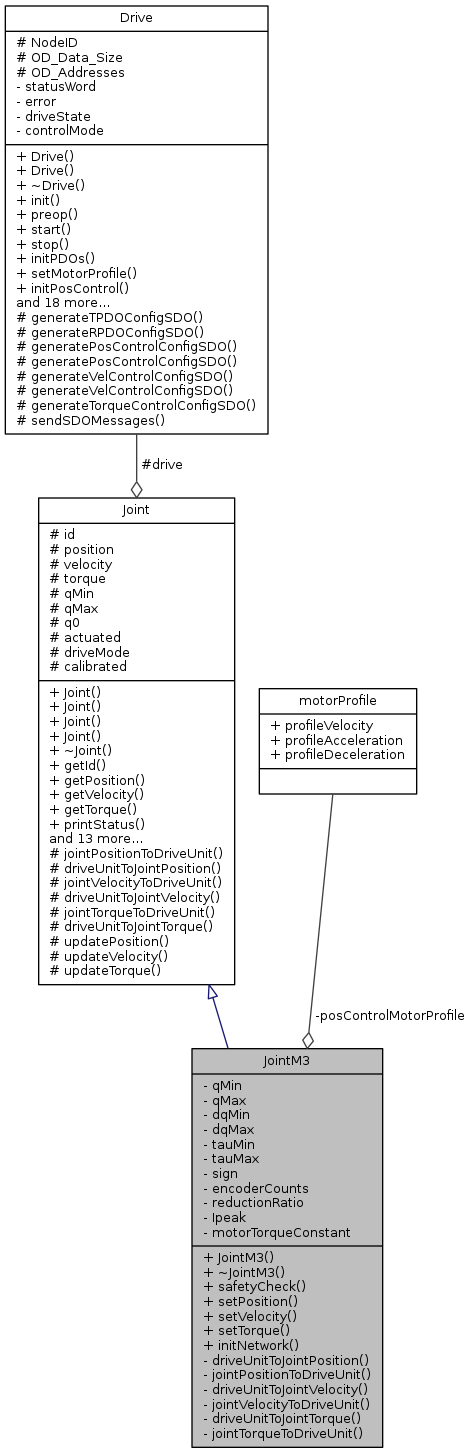 Drive
# NodeID
# OD_Data_Size
# OD_Addresses
- statusWord
- error
- driveState
- controlMode
+ Drive()
+ Drive()
+ ~Drive()
+ init()
+ preop()
+ start()
+ stop()
+ initPDOs()
+ setMotorProfile()
+ initPosControl()
and 18 more...
# generateTPDOConfigSDO()
# generateRPDOConfigSDO()
# generatePosControlConfigSDO()
# generatePosControlConfigSDO()
# generateVelControlConfigSDO()
# generateVelControlConfigSDO()
# generateTorqueControlConfigSDO()
# sendSDOMessages()
#drive
Joint
# id
# position
# velocity
# torque
# qMin
# qMax
# q0
# actuated
# driveMode
# calibrated
+ Joint()
+ Joint()
+ Joint()
+ Joint()
+ ~Joint()
+ getId()
+ getPosition()
+ getVelocity()
+ getTorque()
+ printStatus()
and 13 more...
# jointPositionToDriveUnit()
# driveUnitToJointPosition()
# jointVelocityToDriveUnit()
# driveUnitToJointVelocity()
# jointTorqueToDriveUnit()
# driveUnitToJointTorque()
# updatePosition()
# updateVelocity()
# updateTorque()
motorProfile
+ profileVelocity
+ profileAcceleration
+ profileDeceleration
-posControlMotorProfile
JointM3
- qMin
- qMax
- dqMin
- dqMax
- tauMin
- tauMax
- sign
- encoderCounts
- reductionRatio
- Ipeak
- motorTorqueConstant
+ JointM3()
+ ~JointM3()
+ safetyCheck()
+ setPosition()
+ setVelocity()
+ setTorque()
+ initNetwork()
- driveUnitToJointPosition()
- jointPositionToDriveUnit()
- driveUnitToJointVelocity()
- jointVelocityToDriveUnit()
- driveUnitToJointTorque()
- jointTorqueToDriveUnit()